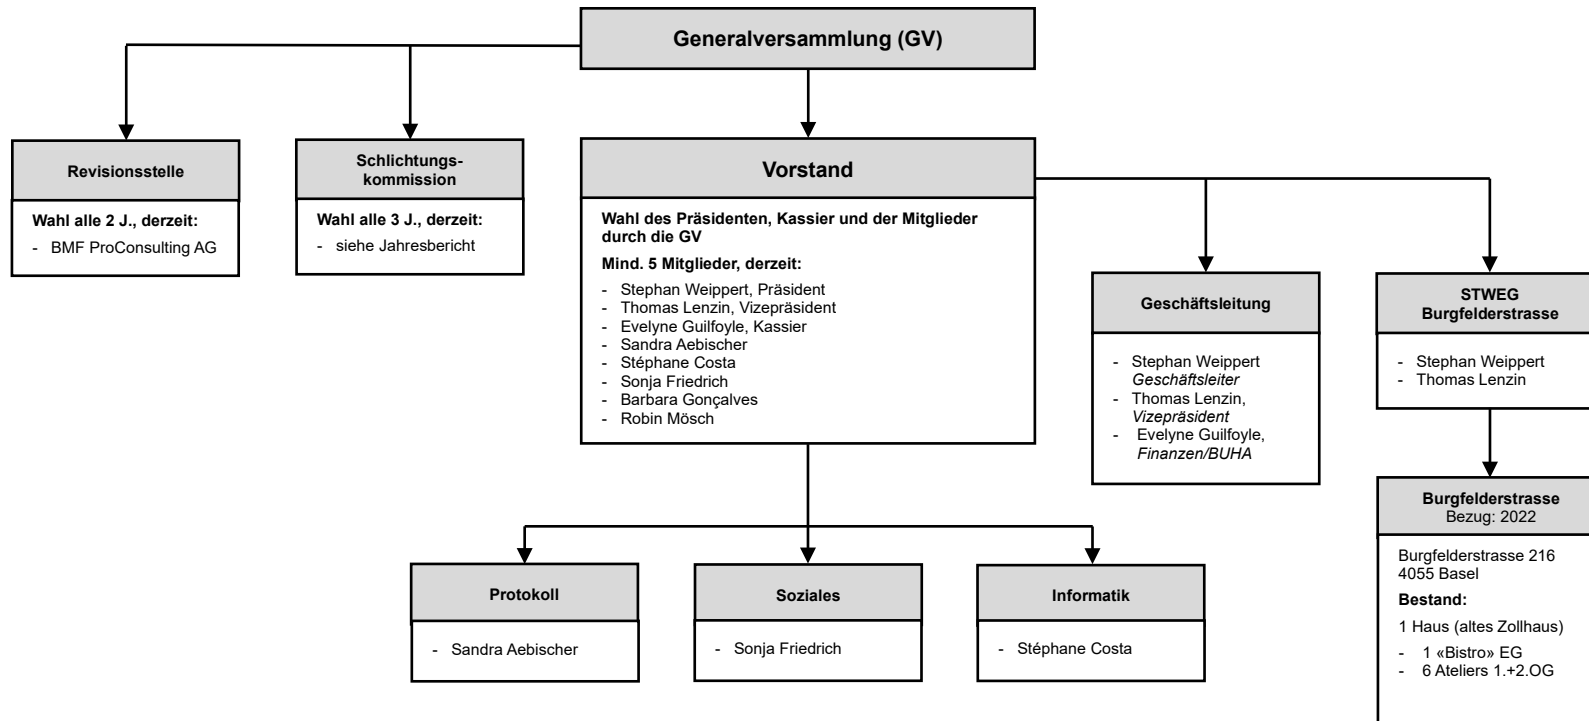 Generalversammlung (GV)
Revisionsstelle
Wahl alle 2 J., derzeit:
- BMF ProConsulting AG
Schlichtungs-
kommission
Wahl alle 3 J., derzeit:
- siehe Jahresbericht
Vorstand
Wahl des Präsidenten, Kassier und der Mitglieder
durch die GV
Mind. 5 Mitglieder, derzeit:
- Stephan Weippert, Präsident
- Thomas Lenzin, Vizepräsident
- Evelyne Guilfoyle, Kassier
- Sandra Aebischer
- Stéphane Costa
- Sonja Friedrich
- Barbara Gonçalves
- Robin Mösch
Geschäftsleitung
- Stephan Weippert
Geschäftsleiter
- Thomas Lenzin,
Vizepräsident
- Evelyne Guilfoyle,
Finanzen/BUHA
STWEG
Burgfelderstrasse
- Stephan Weippert
- Thomas Lenzin
Burgfelderstrasse
Bezug: 2022
Burgfelderstrasse 216
4055 Basel
Bestand:
1 Haus (altes Zollhaus)
- 1 «Bistro» EG
- 6 Ateliers 1.+2.OG
Protokoll
- Sandra Aebischer
Soziales
- Sonja Friedrich
Informatik
- Stéphane Costa